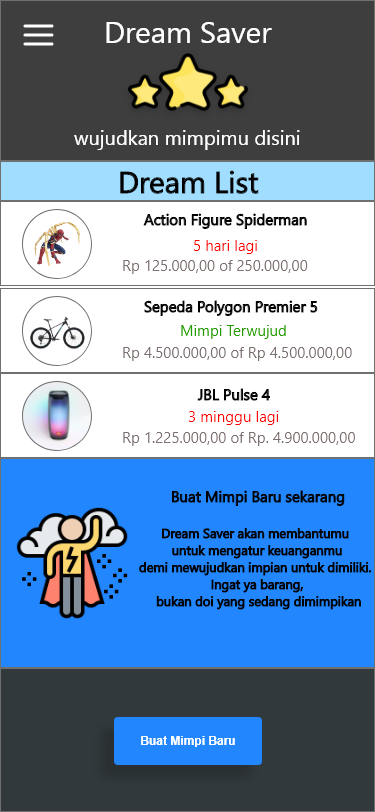 Dream Saver
wujudkan mimpimu disini
Dream List
Action Figure Spiderman
5 hari lagi
Rp 125.000,00 of 250.000,00
Sepeda Polygon Premier 5
Mimpi Terwujud
Rp 4.500.000,00 of Rp 4.500.000,00
JBL Pulse 4
3 minggu lagi
Rp 1.225.000,00 of Rp. 4.900.000,00
Buat Mimpi Baru sekarang
Dream Saver akan membantumu
untuk mengatur keuanganmu
demi mewujudkan impian untuk dimiliki.
Ingat ya barang,
bukan doi yang sedang dimimpikan
Buat Mimpi Baru